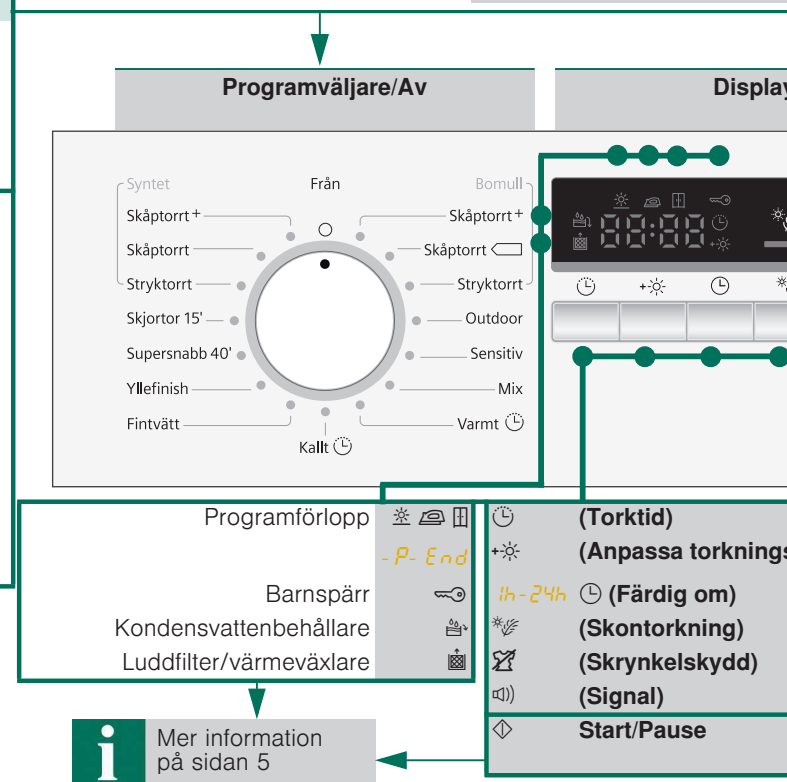 Programväljare/Av
Display
Syntet
Från
Bomull
Skåptorrt+
Skåptorrt+
Skåptorrt
Skåptorrt
Stryktorrt
Stryktorrt
Skjortor 15'
Outdoor
Supersnabb 40'
Sensitiv
Yllefinish
Mix
Fintvätt
Varmt
Kallt
88:88
Programförlopp
-P- End
Barnspärr
Kondensvattenbehållare
Luddfilter/värmeväxlare
(Torktid)
(Anpassa torknings
1h-24h (Färdig om)
(Skontorkning)
(Skrynkelskydd)
(Signal)
Start/Pause
i Mer information
på sidan 5